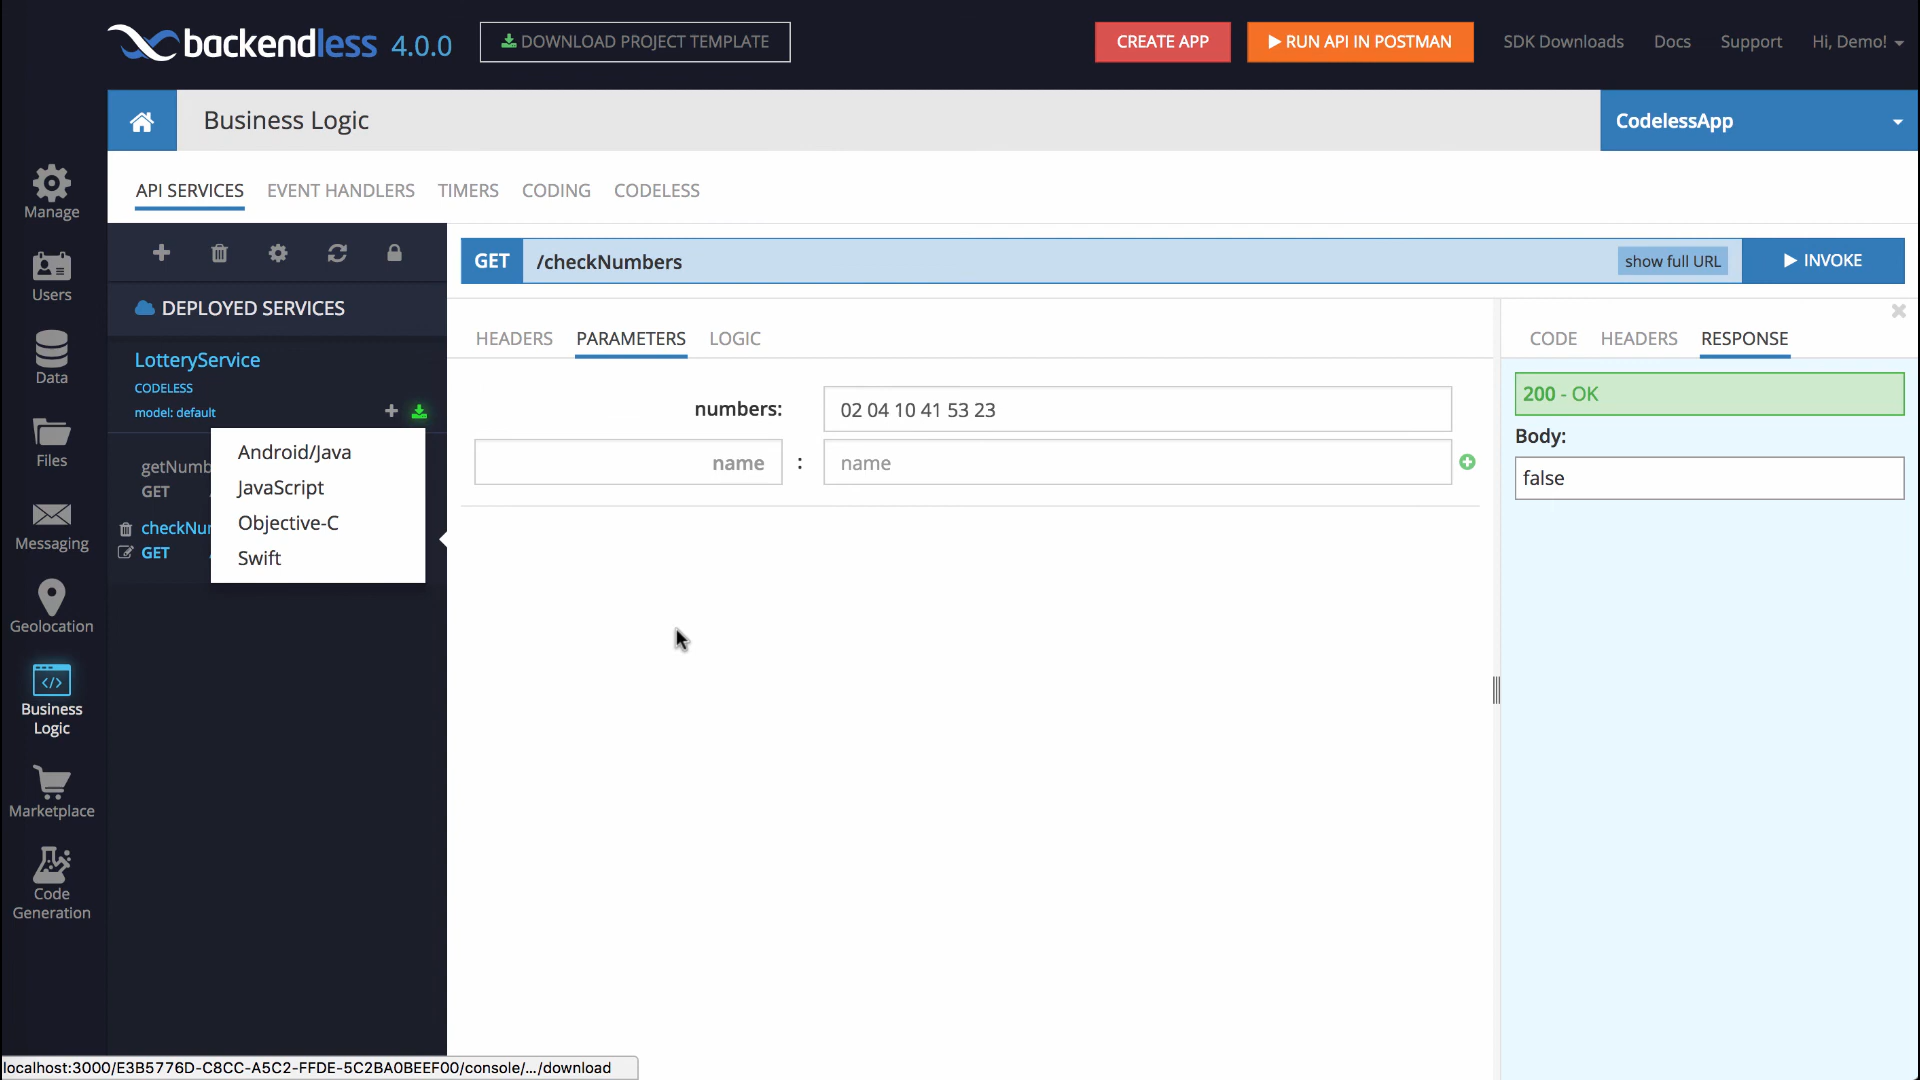 backendless 4.0.0
DOWNLOAD PROJECT TEMPLATE
CREATE APP
RUN API IN POSTMAN
SDK Downloads
Docs
Support
Hi, Demo!
Business Logic
CodelessApp
Manage
Users
Data
Files
Messaging
Geolocation
Business
Logic
Marketplace
Code
Generation
API SERVICES
EVENT HANDLERS
TIMERS
CODING
CODELESS
DEPLOYED SERVICES
LotteryService
CODELESS
model: default
getNumb
GET
checkNu
GET
Android/Java
JavaScript
Objective-C
Swift
GET
/checkNumbers
show full URL
INVOKE
HEADERS
PARAMETERS
LOGIC
numbers:
02 04 10 41 53 23
name
:
name
CODE
HEADERS
RESPONSE
200 - OK
Body:
false
localhost:3000/E3B5776D-C8CC-A5C2-FFDE-5C2BA0BEEF00/console/.../download